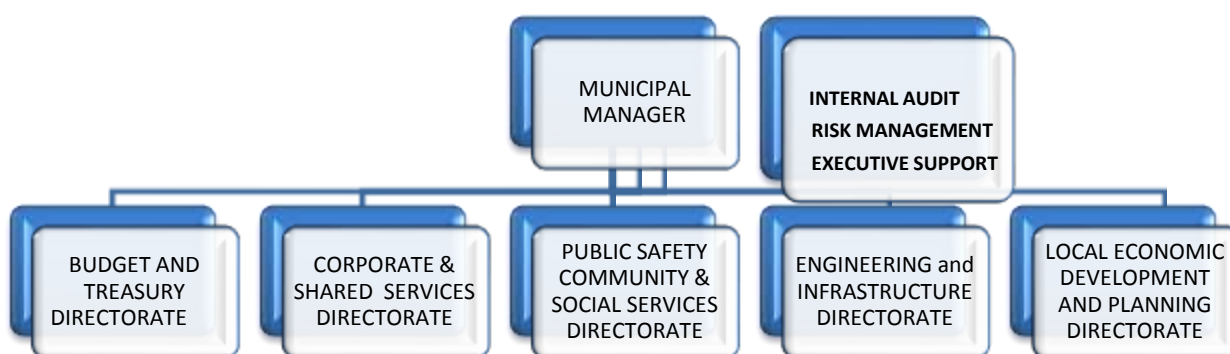 MUNICIPAL
MANAGER
INTERNAL AUDIT
RISK MANAGEMENT
EXECUTIVE SUPPORT
BUDGET AND
TREASURY
DIRECTORATE
CORPORATE &
SHARED SERVICES
DIRECTORATE
PUBLIC SAFETY
COMMUNITY &
SOCIAL SERVICES
DIRECTORATE
ENGINEERING and
INFRASTRUCTURE
DIRECTORATE
LOCAL ECONOMIC
DEVELOPMENT
AND PLANNING
DIRECTORATE